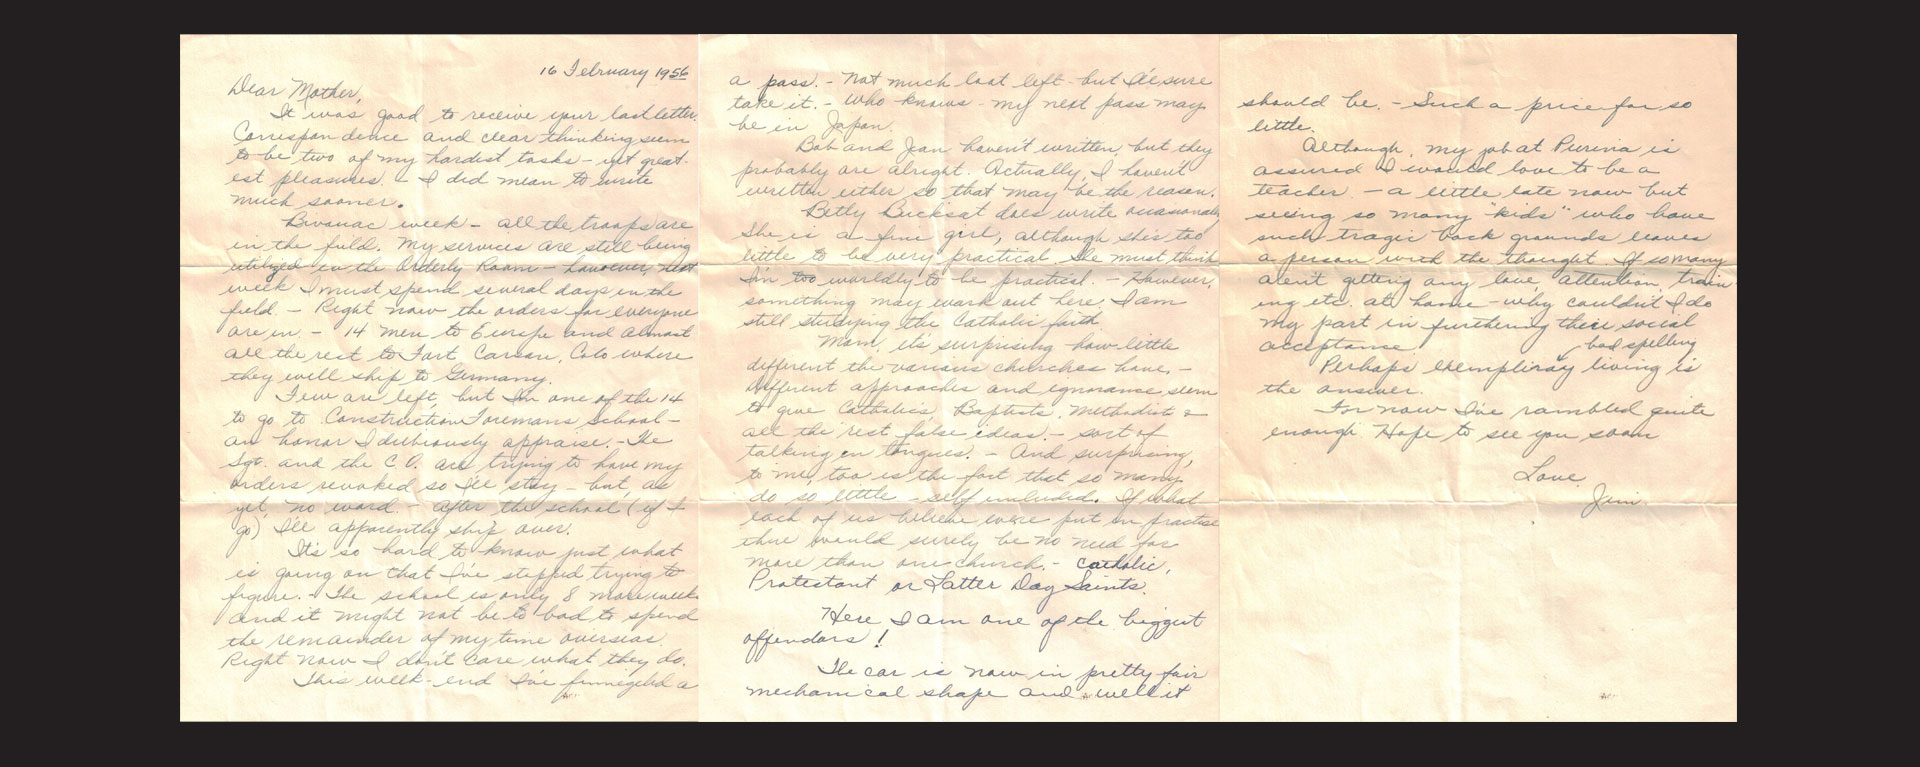 16 February 1956
Dear Mother,
It was good to receive your last letter.
Correspondence and clear thinking seem
to be two of my hardest tasks - yet great-
est pleasures. - I did mean to write
much sooner.
Bivouac week - all the troops are
in the field. My services are still being
utilized in the Orderly Room - however, next
week I must spend several days in the
field. - Right now the orders for everyone
are in - 14 men to Europe and almost
all the rest to Fort Carson, Colo where
they will ship to Germany.
Few are left, but I'm one of the 14
to go to Construction Foremans School -
an honor I dubiously appraise. - The
Sgt. and the C.O. are trying to have my
orders revoked so I'll stay - but, as
yet, no word. - After the school (if I
go) I'll apparently ship over.
It's so hard to know just what
is going on that I've stopped trying to
figure. - The school is only 8 more weeks
and it might not be to bad to spend
the remainder of my time overseas.
Right now I don't care what they do.
This week-end I've finnegeled a
a pass. - Not much loot left but I'll sure
take it. - Who knows - my next pass may
be in Japan.
Bob and Jean haven't written, but they
probably are alright. Actually, I haven't
written either so that may be the reason.
Betty Bucksat does write occasionaly
She is a fine girl, although she's too
little to be very practical. She must think
I'm too worldly to be practical. - However,
something may work out here. I am
still studying the Catholic faith
Mom, it's surprising how little
different the various churches have. -
Different approaches and ignorance seem
to give Catholics, Baptists, Methodists &
all the rest false ideas. - sort of
talking in tongues. - And surprising,
to me, too is the fact that so many
do so little - self included. If what
each of us believe were put in practise
there would surely be no need for
more than one church. - Catholic,
Protestant or Latter Day Saints.
Here I am one of the biggest
offendors!
The car is now in pretty fair
mechanical shape and well it
should be. - Such a price for so
little.
Although, my job at Purina is
assured I would love to be a
teacher - a little late now but
seeing so many "kids" who have
such tragic back grounds leaves
a person with the thought. If so many
aren't getting any love, attention, train-
ing etc. at home - why couldn't I do
my part in furthering their social
acceptance
bad spelling
Perhaps exempliray living is
the answer.
For now I've rambled quite
enough. Hope to see you soon
Love
Jim.